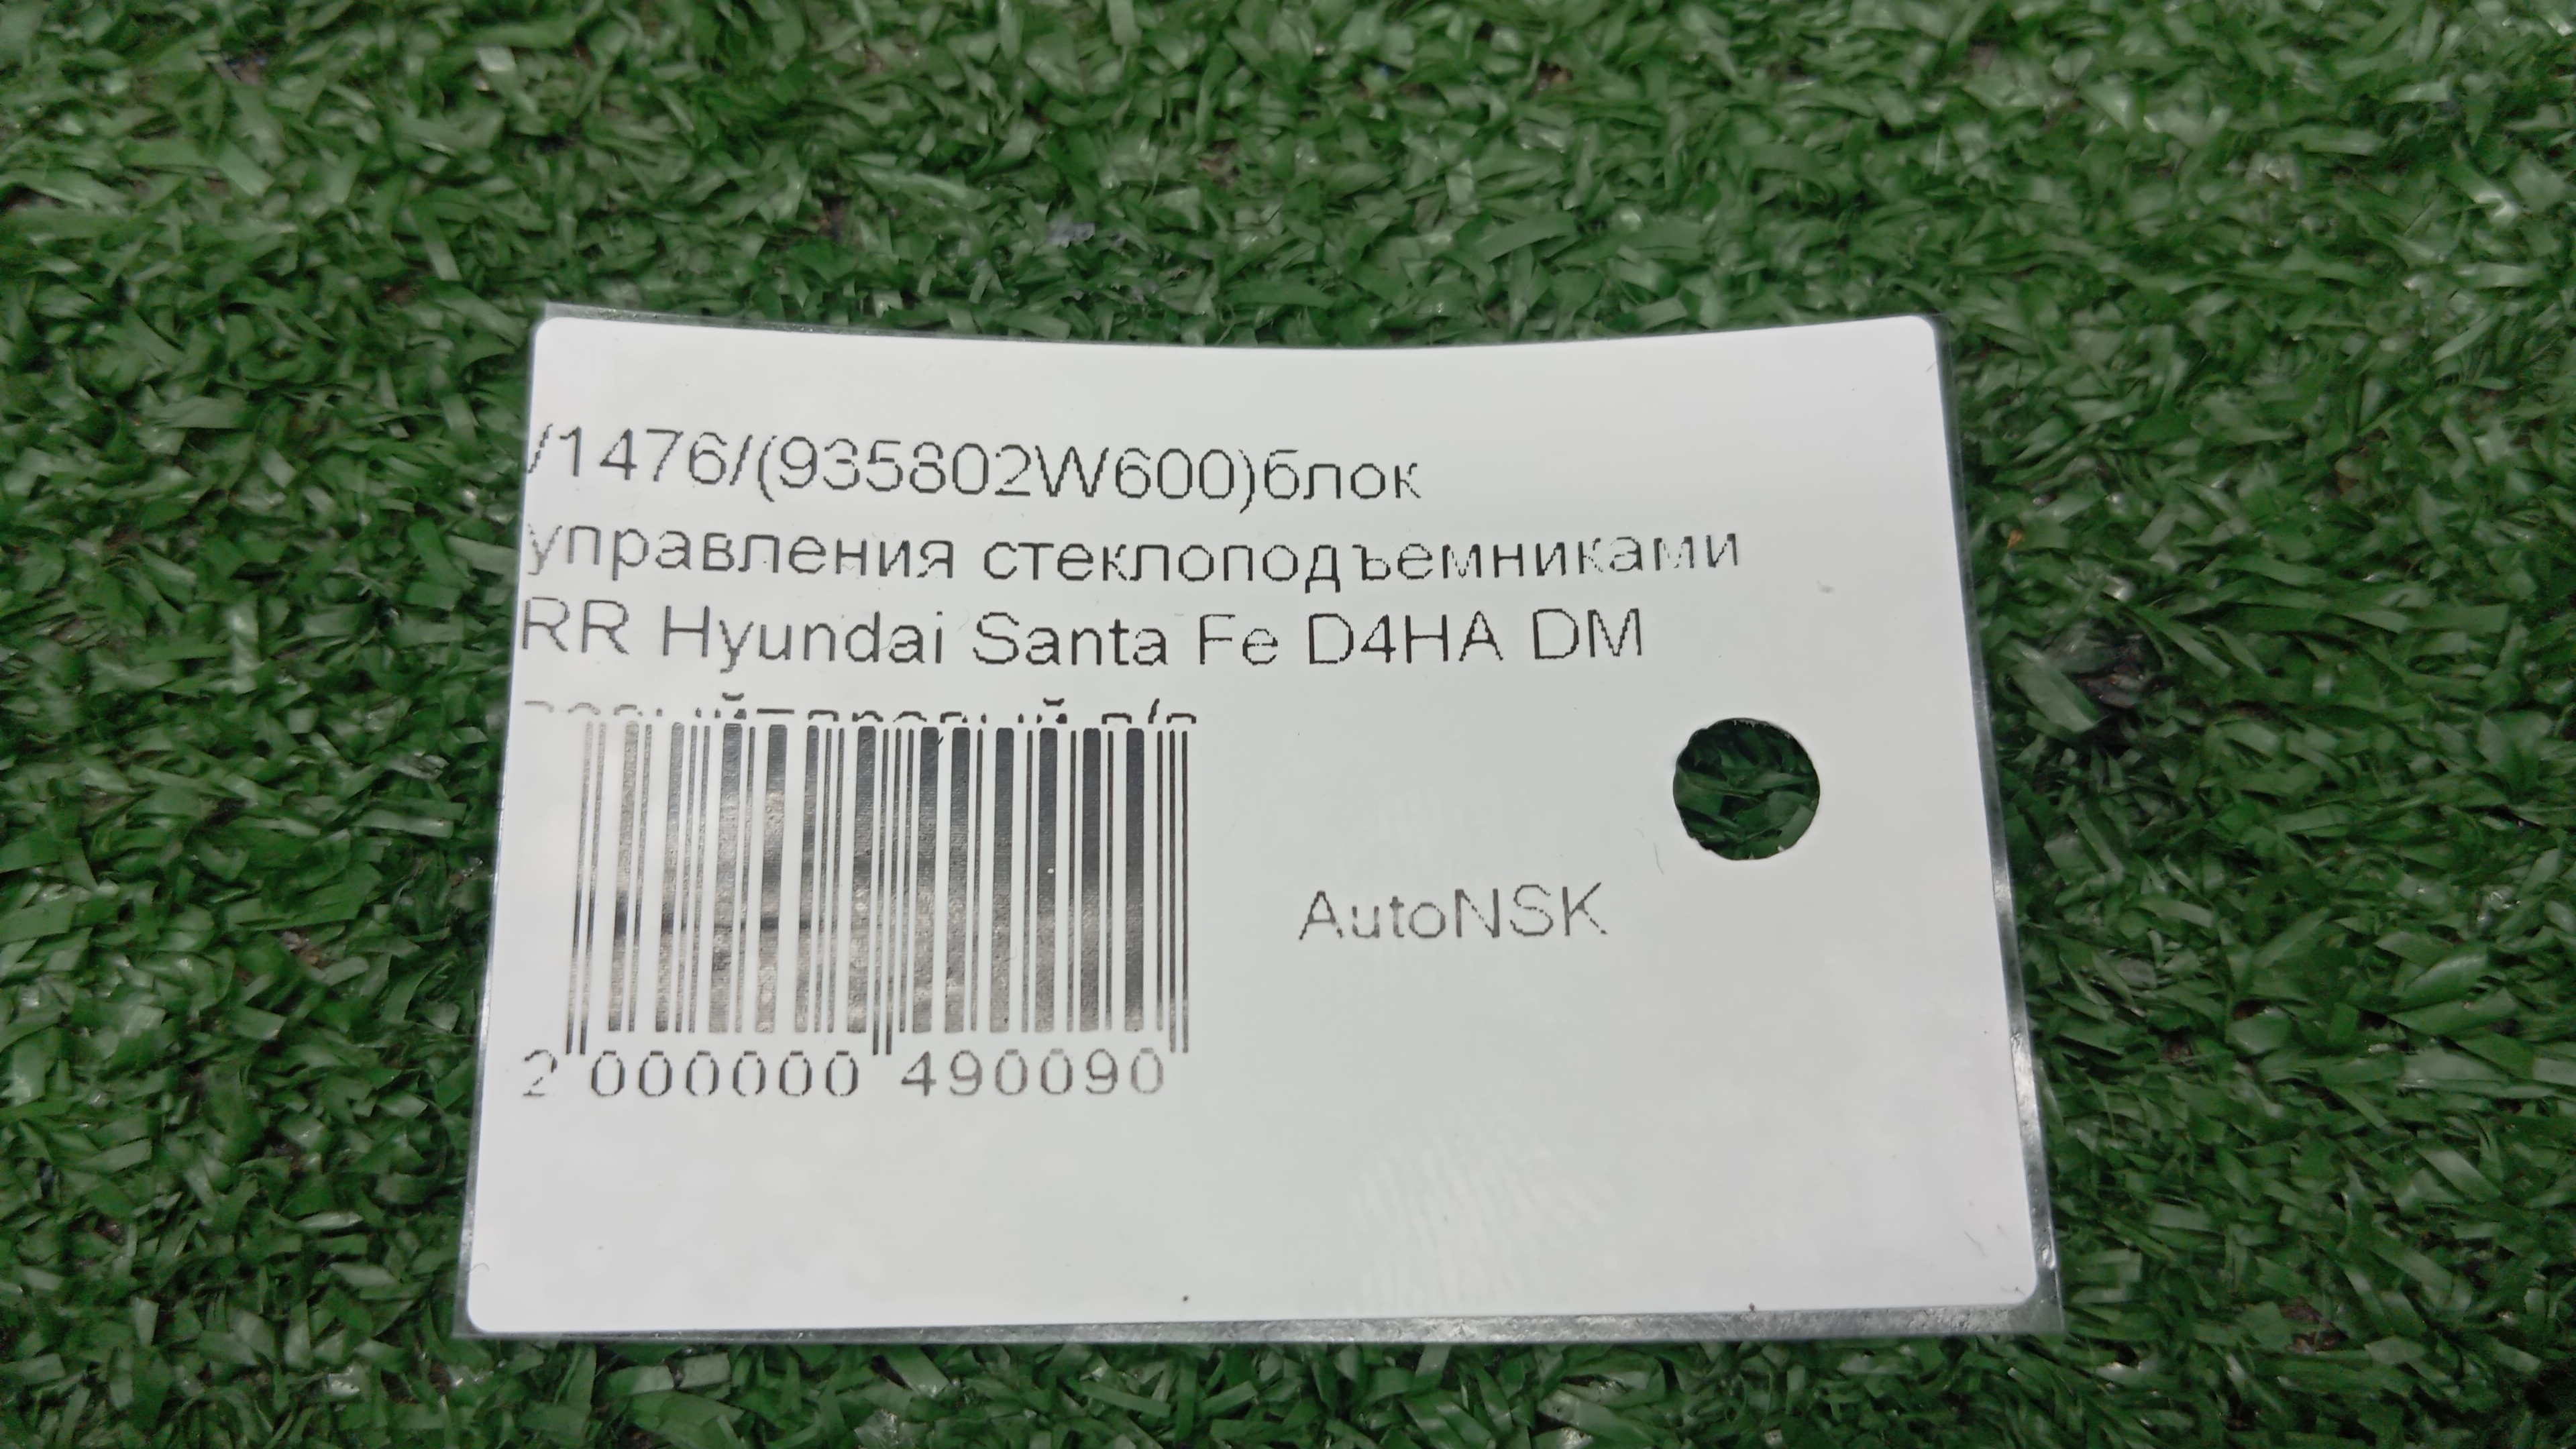 /1476/(935802W600)блок
управления стеклоподъемниками
RR Hyundai Santa Fe D4HA DM
AutoNSK
2 000000 490090